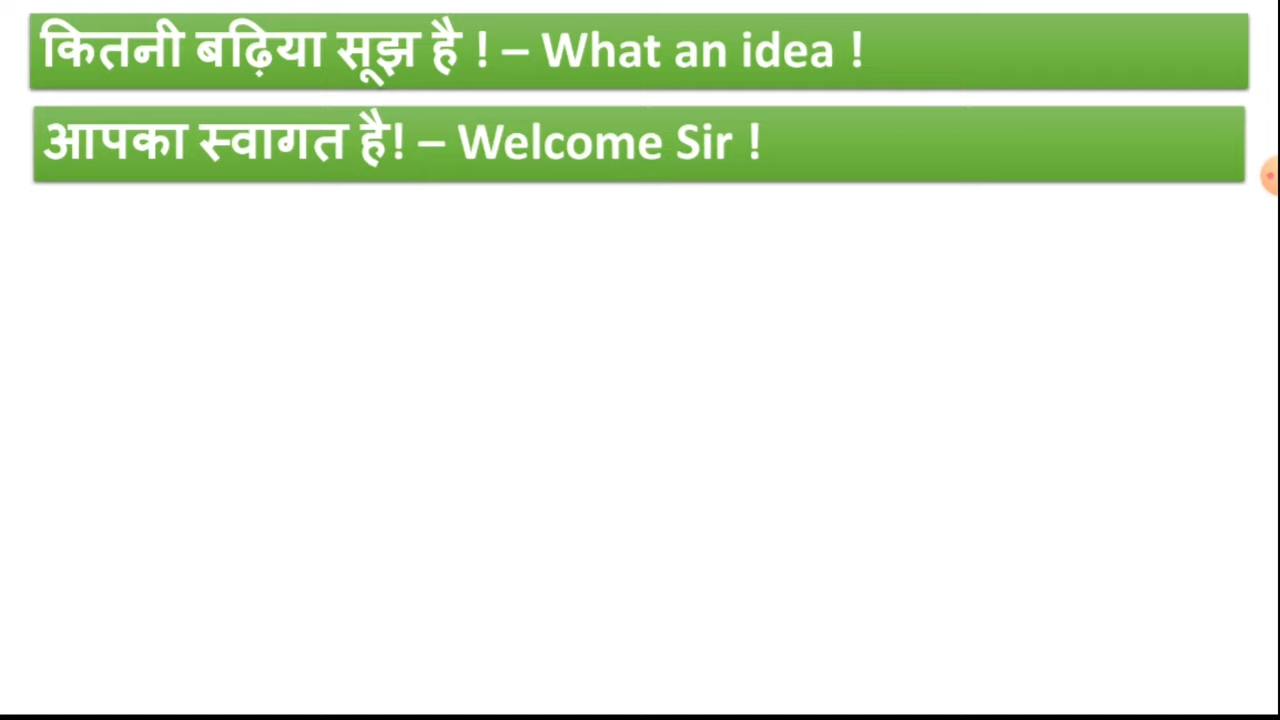 कितनी बढ़िया सूझ है ! – What an idea !
आपका स्वागत है! – Welcome Sir !